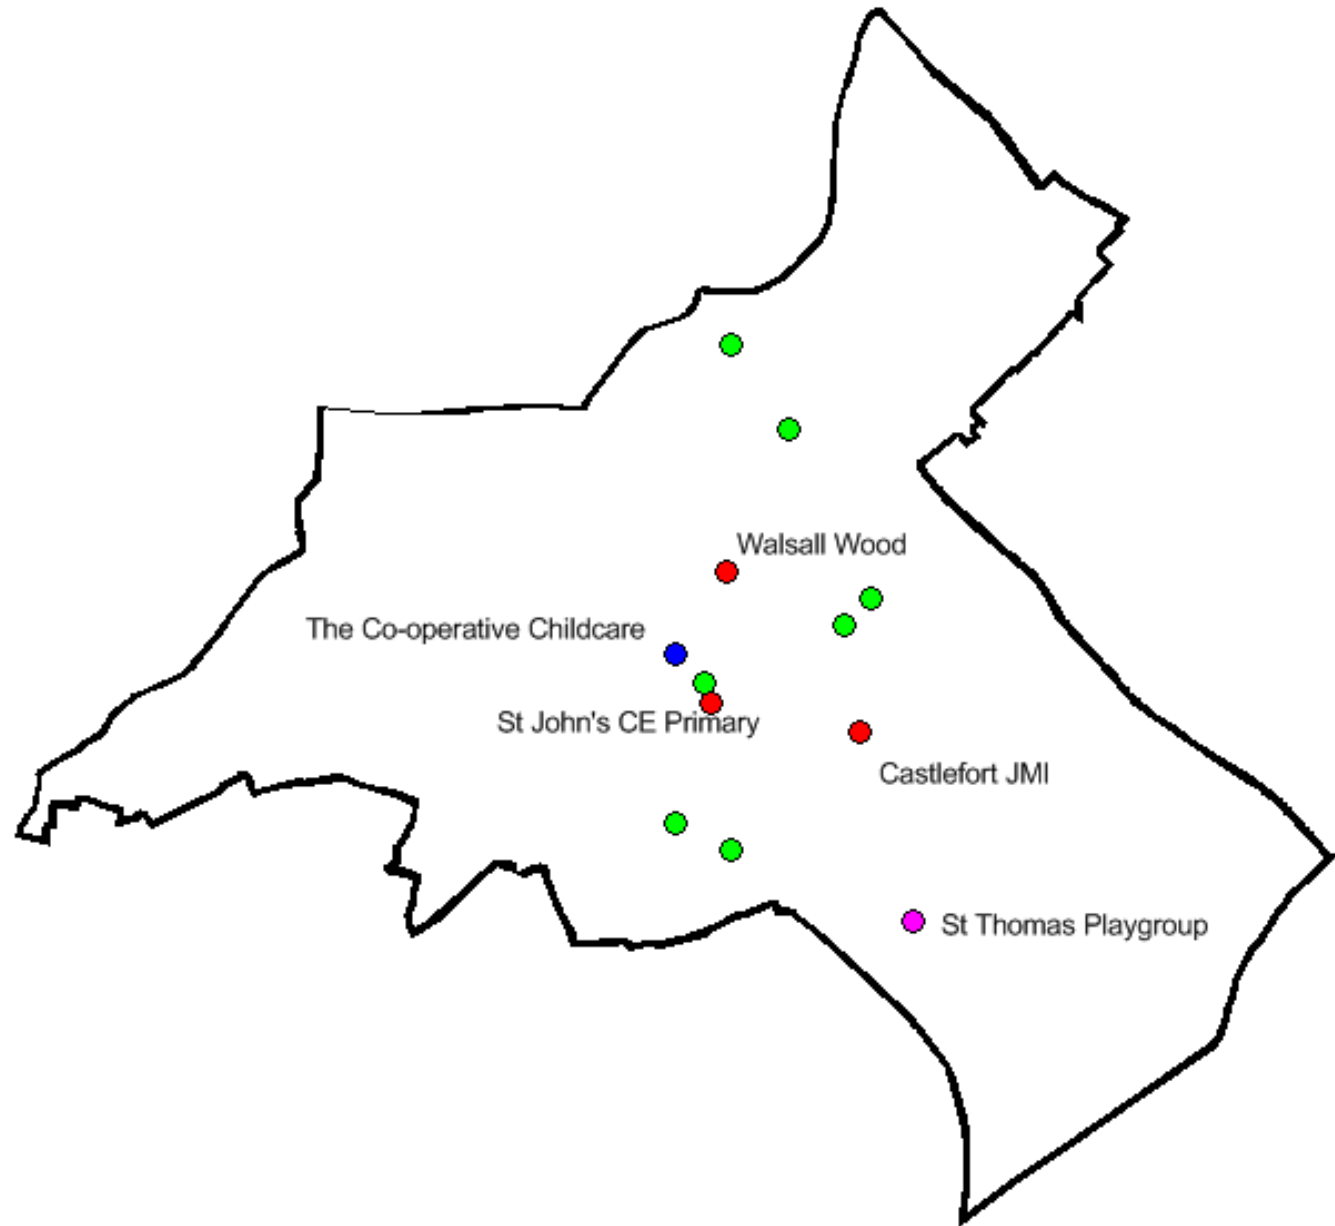 Walsall Wood
The Co-operative Childcare
St John's CE Primary
Castlefort JMI
St Thomas Playgroup